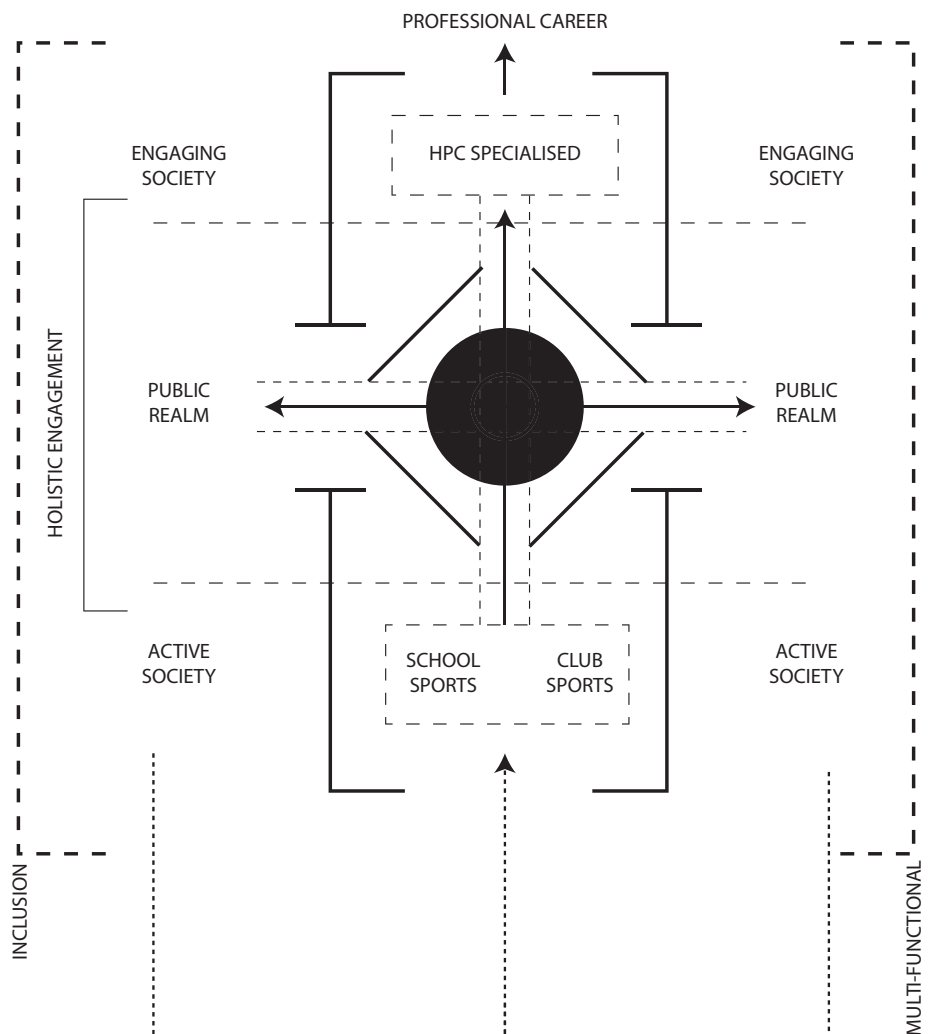 PROFESSIONAL CAREER
ENGAGING
SOCIETY
HPC SPECIALISED
ENGAGING
SOCIETY
HOLISTIC ENGAGEMENT
PUBLIC
REALM
PUBLIC
REALM
ACTIVE
SOCIETY
SCHOOL
SPORTS
CLUB
SPORTS
ACTIVE
SOCIETY
INCLUSION
MULTI-FUNCTIONAL